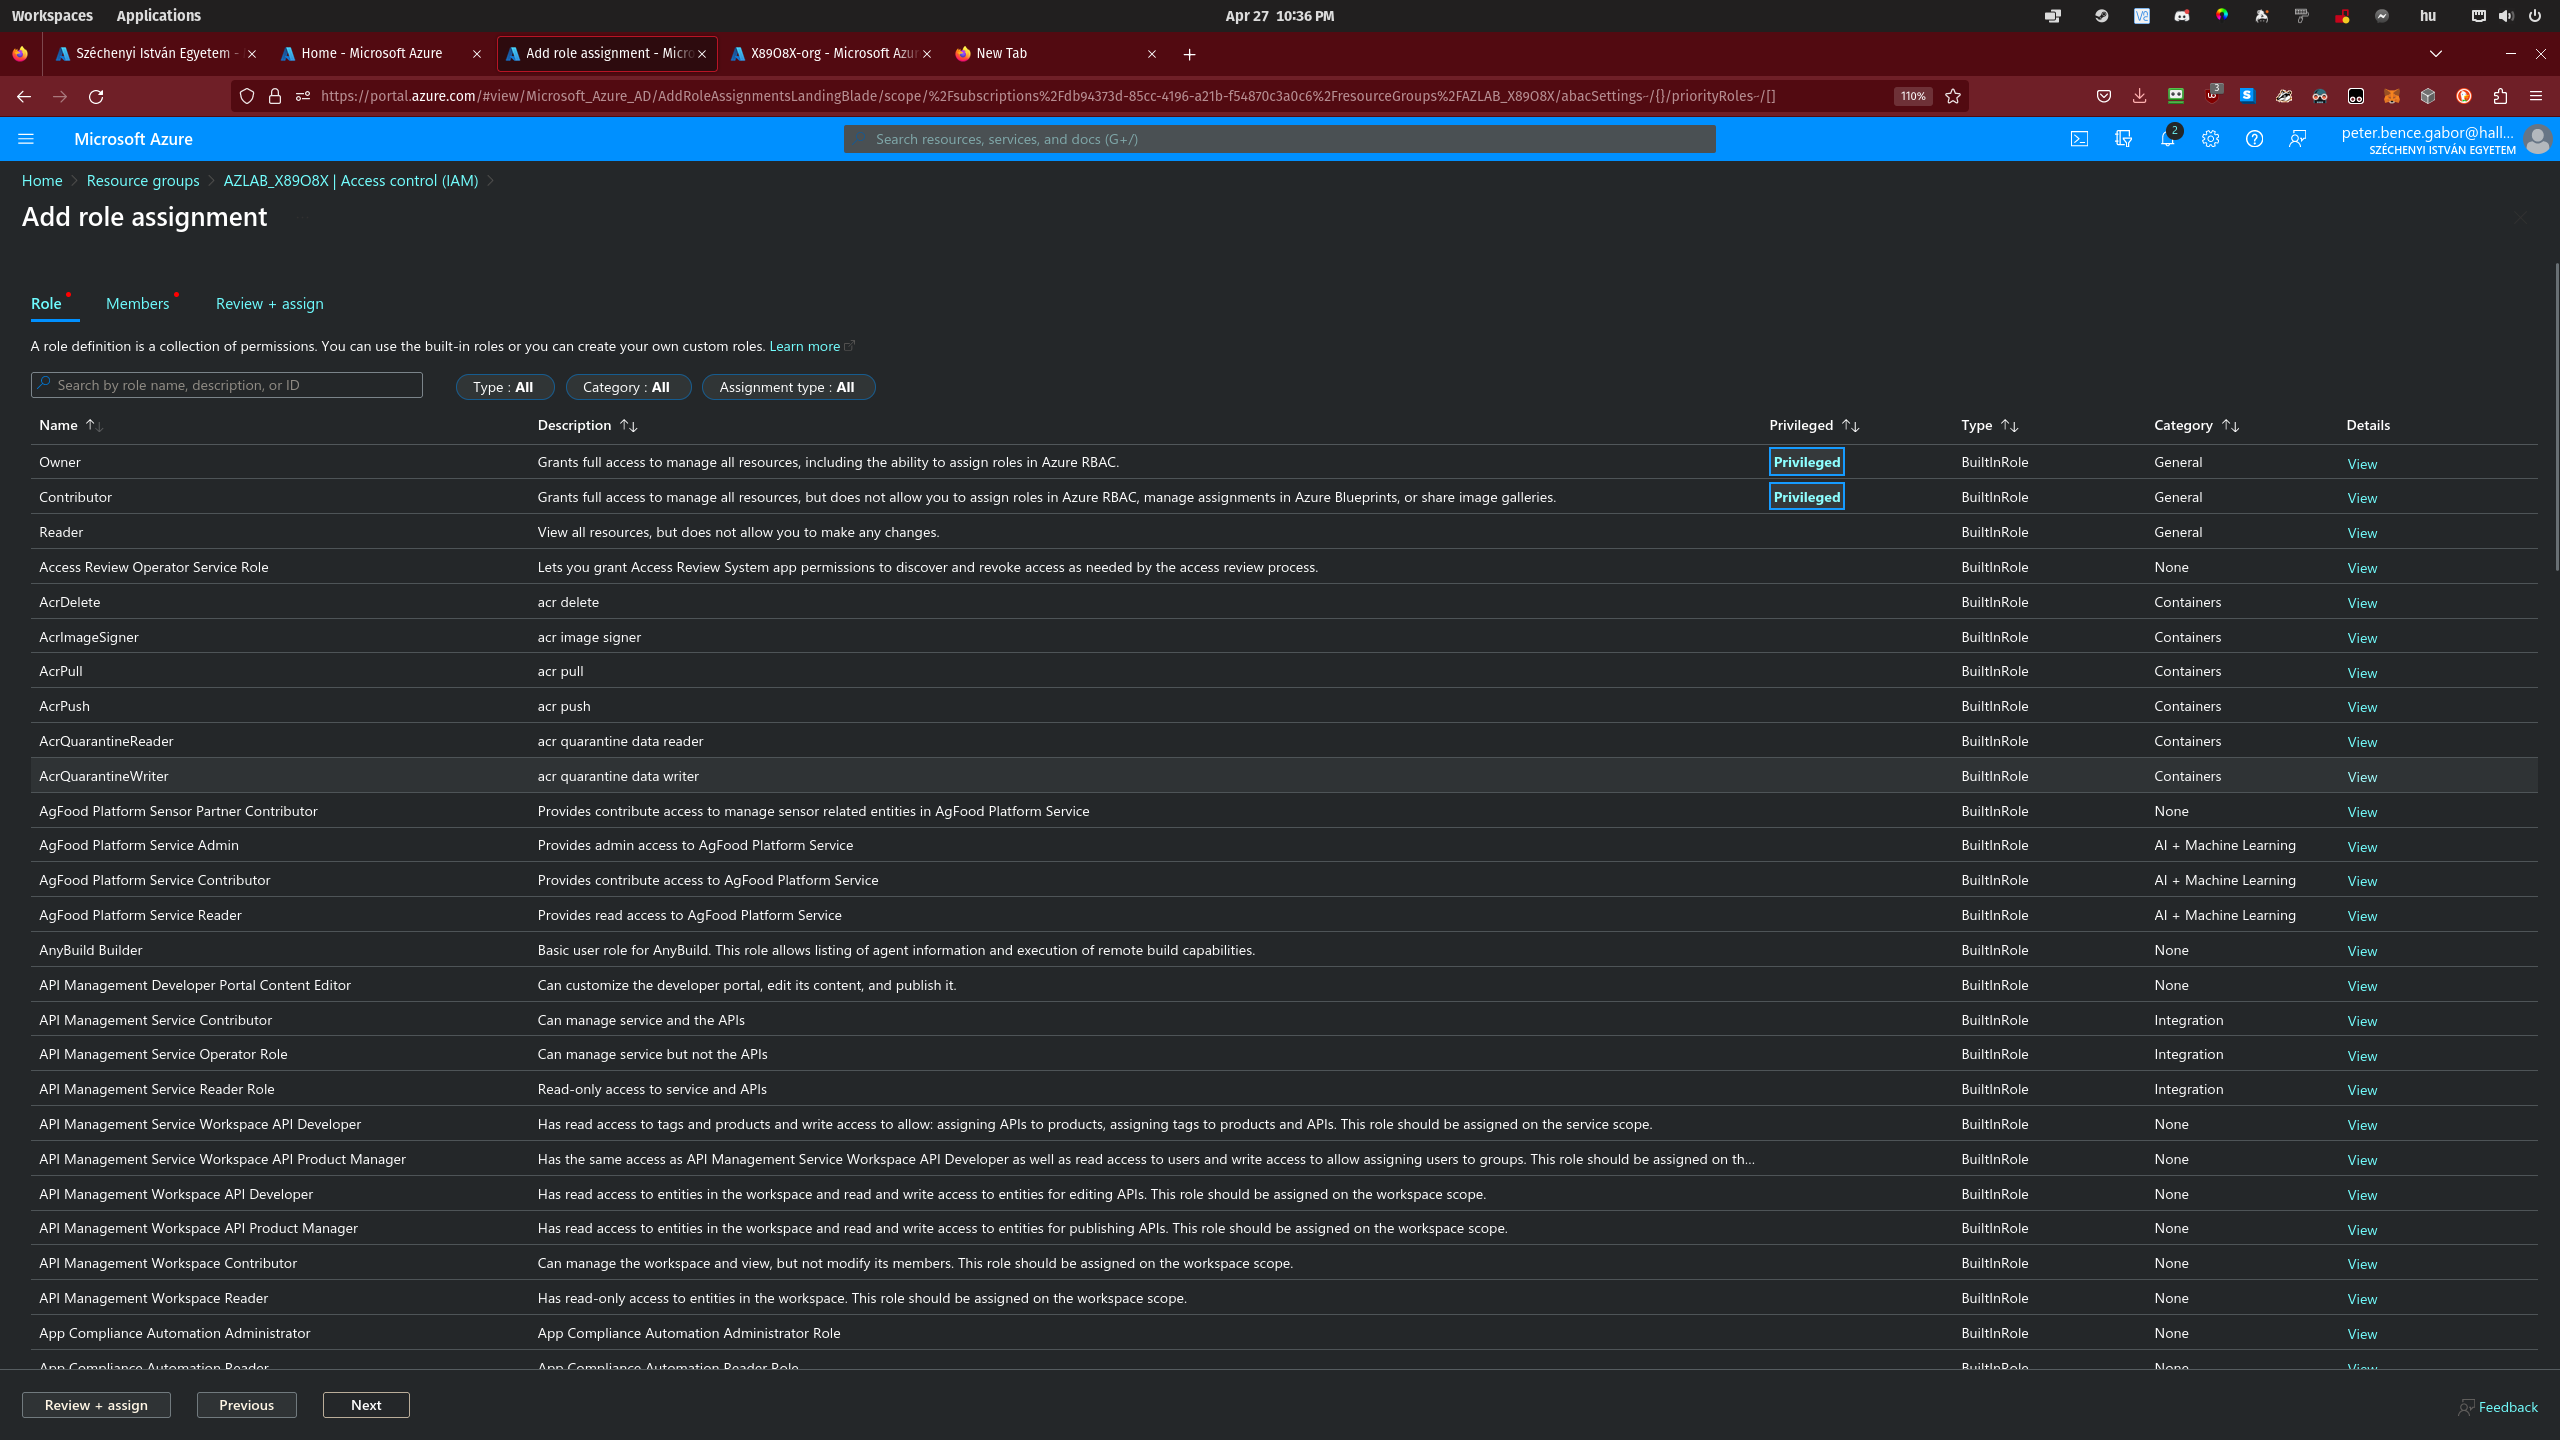 Workspaces Applications Apr 27 10:36 PM hu
Széchenyi István Egyetem - Home - Microsoft Azure Add role assignment - Micro X89O8X-org - Microsoft Azur New Tab
https://portal.azure.com/#view/Microsoft_Azure_AD/AddRoleAssignmentsLandingBlade/scope/%2Fsubscriptions%2Fdb94373d-85cc-4196-a21b-f54870c3a0c6%2FresourceGroups%2FAZLAB_X89O8X/abacSettings~/{}/priorityRoles~/[] 110% 3
Microsoft Azure Search resources, services, and docs (G+/) 2 peter.bence.gabor@hall...
SZÉCHENYI ISTVÁN EGYETEM
Home Resource groups AZLAB_X89O8X | Access control (IAM)
Add role assignment
Role Members Review + assign
A role definition is a collection of permissions. You can use the built-in roles or you can create your own custom roles. Learn more
Search by role name, description, or ID Type : All Category : All Assignment type : All
Name Description Privileged Type Category Details
Owner Grants full access to manage all resources, including the ability to assign roles in Azure RBAC. Privileged BuiltInRole General View
Contributor Grants full access to manage all resources, but does not allow you to assign roles in Azure RBAC, manage assignments in Azure Blueprints, or share image galleries. Privileged BuiltInRole General View
Reader View all resources, but does not allow you to make any changes. BuiltInRole General View
Access Review Operator Service Role Lets you grant Access Review System app permissions to discover and revoke access as needed by the access review process. BuiltInRole None View
AcrDelete acr delete BuiltInRole Containers View
AcrImageSigner acr image signer BuiltInRole Containers View
AcrPull acr pull BuiltInRole Containers View
AcrPush acr push BuiltInRole Containers View
AcrQuarantineReader acr quarantine data reader BuiltInRole Containers View
AcrQuarantineWriter acr quarantine data writer BuiltInRole Containers View
AgFood Platform Sensor Partner Contributor Provides contribute access to manage sensor related entities in AgFood Platform Service BuiltInRole None View
AgFood Platform Service Admin Provides admin access to AgFood Platform Service BuiltInRole AI + Machine Learning View
AgFood Platform Service Contributor Provides contribute access to AgFood Platform Service BuiltInRole AI + Machine Learning View
AgFood Platform Service Reader Provides read access to AgFood Platform Service BuiltInRole AI + Machine Learning View
AnyBuild Builder Basic user role for AnyBuild. This role allows listing of agent information and execution of remote build capabilities. BuiltInRole None View
API Management Developer Portal Content Editor Can customize the developer portal, edit its content, and publish it. BuiltInRole None View
API Management Service Contributor Can manage service and the APIs BuiltInRole Integration View
API Management Service Operator Role Can manage service but not the APIs BuiltInRole Integration View
API Management Service Reader Role Read-only access to service and APIs BuiltInRole Integration View
API Management Service Workspace API Developer Has read access to tags and products and write access to allow: assigning APIs to products, assigning tags to products and APIs. This role should be assigned on the service scope. BuiltInRole None View
API Management Service Workspace API Product Manager Has the same access as API Management Service Workspace API Developer as well as read access to users and write access to allow assigning users to groups. This role should be assigned on th... BuiltInRole None View
API Management Workspace API Developer Has read access to entities in the workspace and read and write access to entities for editing APIs. This role should be assigned on the workspace scope. BuiltInRole None View
API Management Workspace API Product Manager Has read access to entities in the workspace and read and write access to entities for publishing APIs. This role should be assigned on the workspace scope. BuiltInRole None View
API Management Workspace Contributor Can manage the workspace and view, but not modify its members. This role should be assigned on the workspace scope. BuiltInRole None View
API Management Workspace Reader Has read-only access to entities in the workspace. This role should be assigned on the workspace scope. BuiltInRole None View
App Compliance Automation Administrator App Compliance Automation Administrator Role BuiltInRole None View
App Compliance Automation Reader App Compliance Automation Reader Role BuiltInRole None View
Review + assign Previous Next Feedback